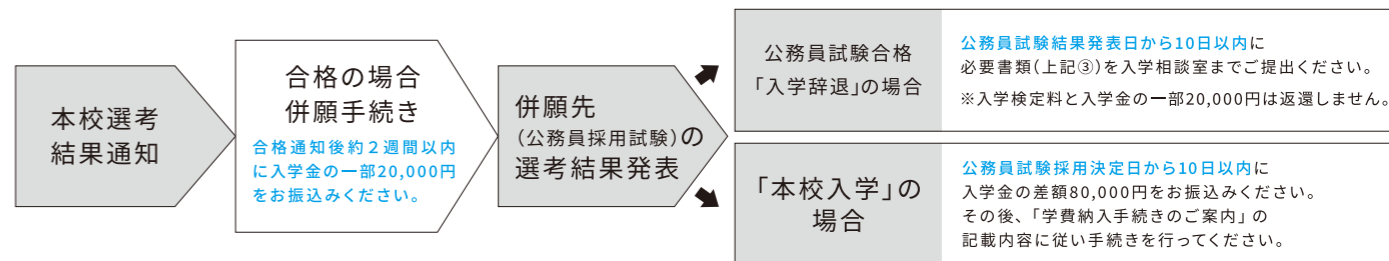 本校選考
結果通知
合格の場合
併願手続き
合格通知後約2週間以内
に入学金の一部20,000円
をお振込みください。
併願先
（公務員採用試験）の
選考結果発表
公務員試験合格
「入学辞退」の場合
公務員試験結果発表日から10日以内に
必要書類（上記③）を入学相談室までご提出ください。
※入学検定料と入学金の一部20,000円は返還しません。
「本校入学」の
場合
公務員試験採用決定日から10日以内に
入学金の差額80,000円をお振込みください。
その後、「学費納入手続きのご案内」の
記載内容に従い手続きを行ってください。